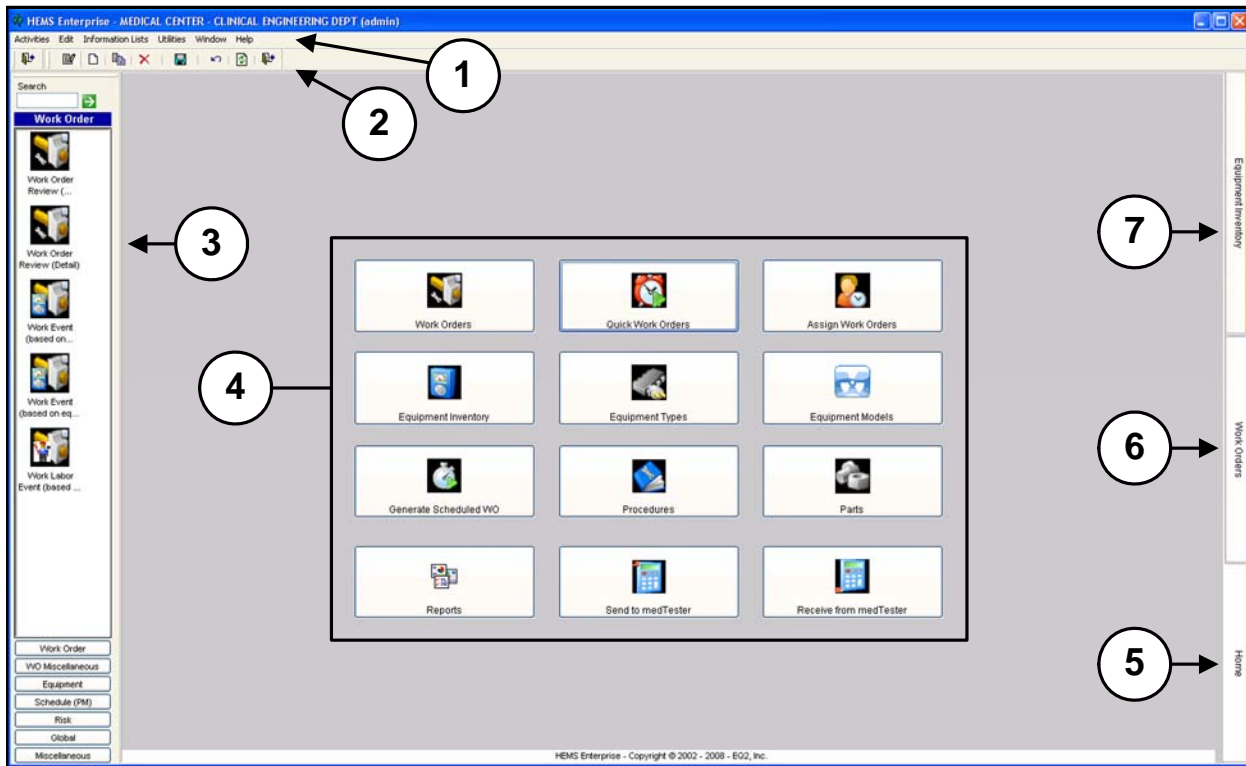 HEMS Enterprise - MEDICAL CENTER - CLINICAL ENGINEERING DEPT (admin)
Activities Edit Information Lists Utilities Window Help
1
2
Search
Work Order
Work Order
Review (...
Work Order
Review (Detail)
Work Event
(based on...
Work Event
(based on eq...
Work Labor
Event (based ...
3
4
Work Orders
Quick Work Orders
Assign Work Orders
Equipment Inventory
Equipment Types
Equipment Models
Generate Scheduled WO
Procedures
Parts
Reports
Send to medTester
Receive from medTester
7
Equipment Inventory
6
Work Orders
5
Home
Work Order
WO Miscellaneous
Equipment
Schedule (PM)
Risk
Global
Miscellaneous
HEMS Enterprise - Copyright © 2002 - 2008 - EQ2, Inc.